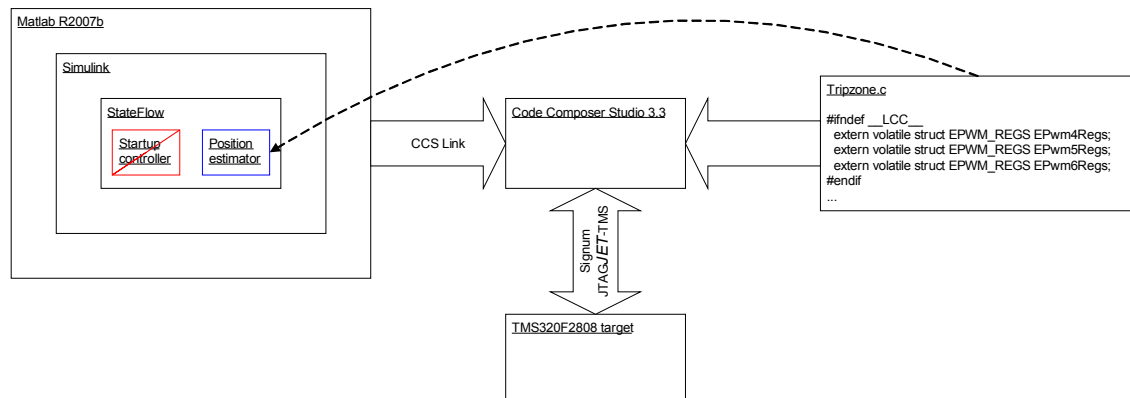 Matlab R2007b
Simulink
StateFlow
Startup
controller
Position
estimator
CCS Link
Code Composer Studio 3.3
Signum
JTAGJET-TMS
TMS320F2808 target
Tripzone.c
#ifndef __LCC__
extern volatile struct EPWM_REGS EPwm4Regs;
extern volatile struct EPWM_REGS EPwm5Regs;
extern volatile struct EPWM_REGS EPwm6Regs;
#endif
...